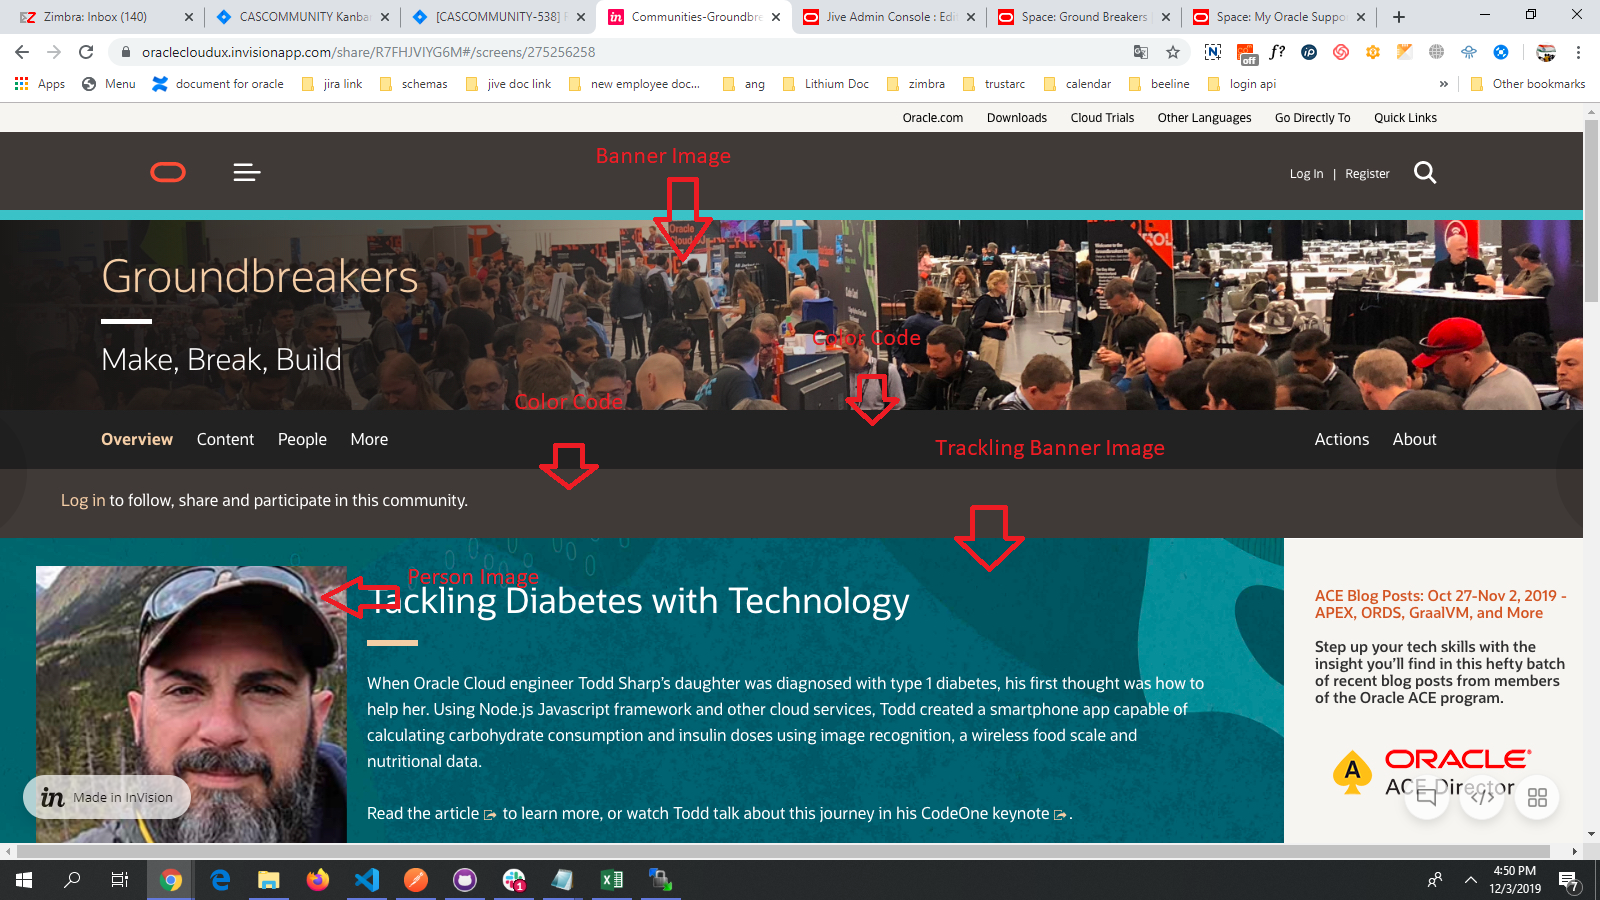 Zimbra: Inbox (140)
CASCOMMUNITY Kanba
[CASCOMMUNITY-538]
Communities-Groundbre
Jive Admin Console : Edi
Space: Ground Breakers
Space: My Oracle Suppo
oraclecloudux.invisionapp.com/share/R7FHJVIYG6M#/screens/275256258
off
f?
Apps
Menu
document for oracle
jira link
schemas
jive doc link
new employee doc...
ang
Lithium Doc
zimbra
trustarc
calendar
beeline
login api
»
Other bookmarks
Oracle.com
Downloads
Cloud Trials
Other Languages
Go Directly To
Quick Links
Banner Image
Log In | Register
Groundbreakers
Make, Break, Build
Color Code
Color Code
Overview
Content
People
More
Actions
About
Trackling Banner Image
Log in to follow, share and participate in this community.
Person Image
Tackling Diabetes with Technology
When Oracle Cloud engineer Todd Sharp's daughter was diagnosed with type 1 diabetes, his first thought was how to
help her. Using Node.js Javascript framework and other cloud services, Todd created a smartphone app capable of
calculating carbohydrate consumption and insulin doses using image recognition, a wireless food scale and
nutritional data.
Read the article to learn more, or watch Todd talk about this journey in his CodeOne keynote .
ACE Blog Posts: Oct 27-Nov 2, 2019 -
APEX, ORDS, GraalVM, and More
Step up your tech skills with the
insight you'll find in this hefty batch
of recent blog posts from members
of the Oracle ACE program.
A
ORACLE
ACE Director
in Made in InVision
4:50 PM
12/3/2019
1
7